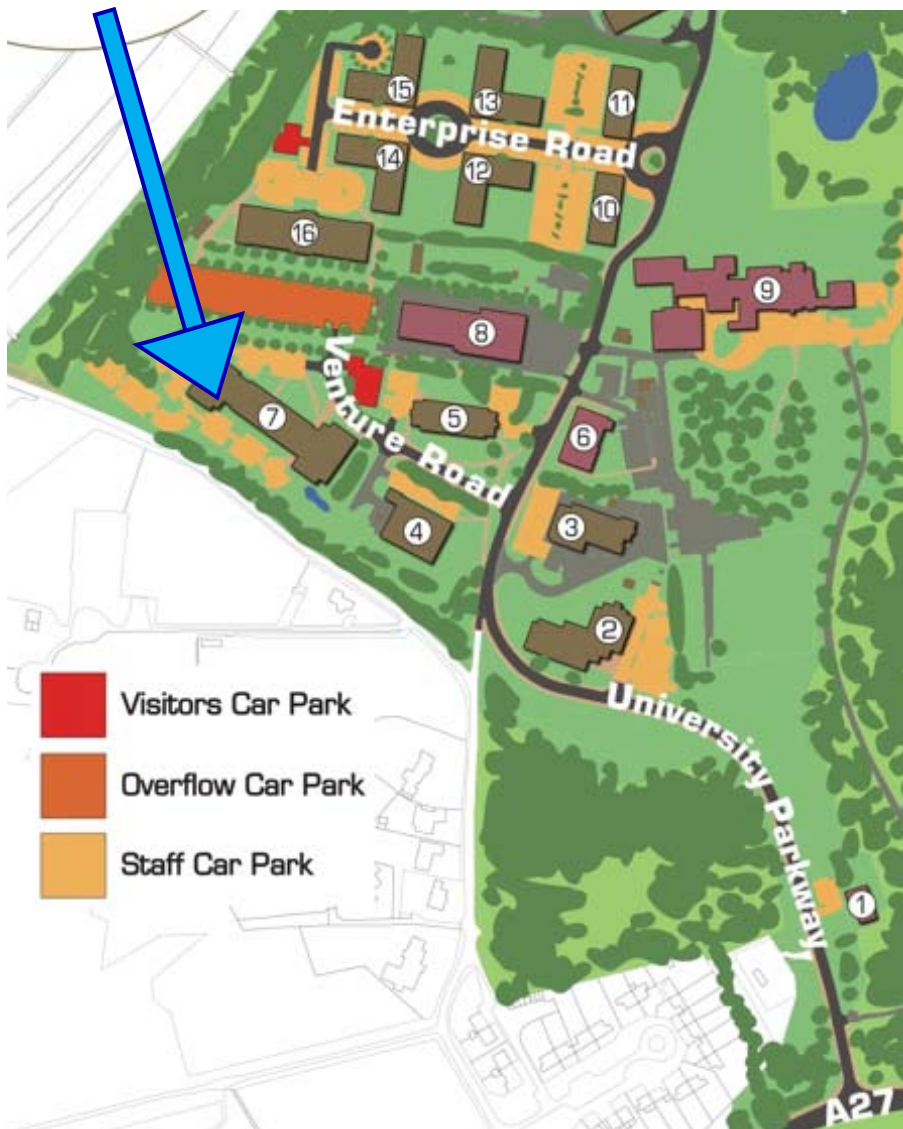 15
13
11
Enterprise Road
14
12
10
16
9
8
Venture Road
7
5
6
4
3
2
Visitors Car Park
University Parkway
Overflow Car Park
Staff Car Park
1
A27